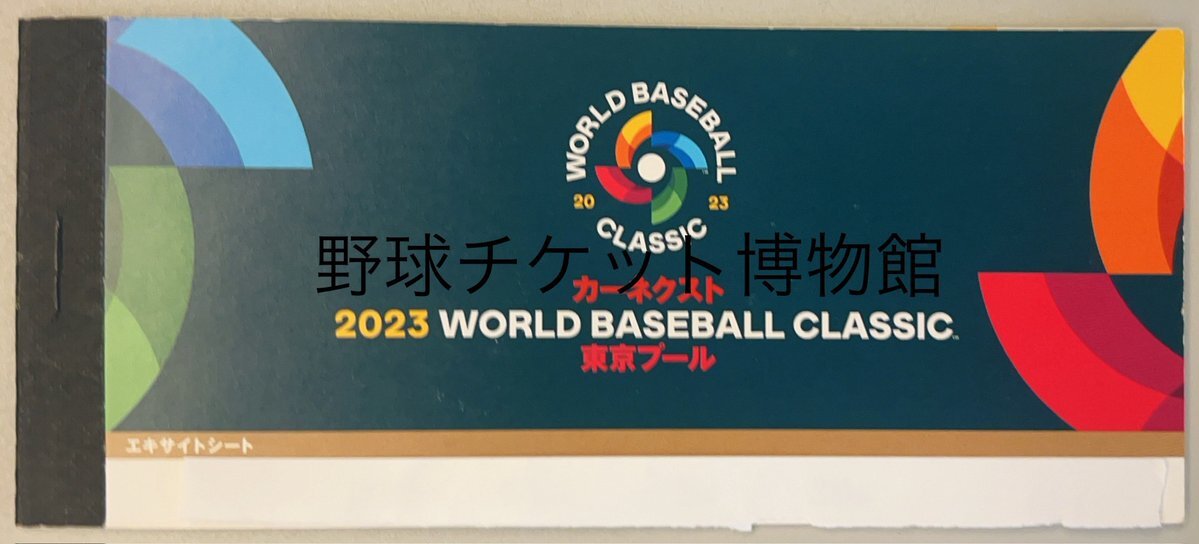 WORLD BASEBALL
20 23
CLASSIC
野球チケット博物館
カーネクスト
2023 WORLD BASEBALL CLASSIC™
東京プール
エキサイトシート